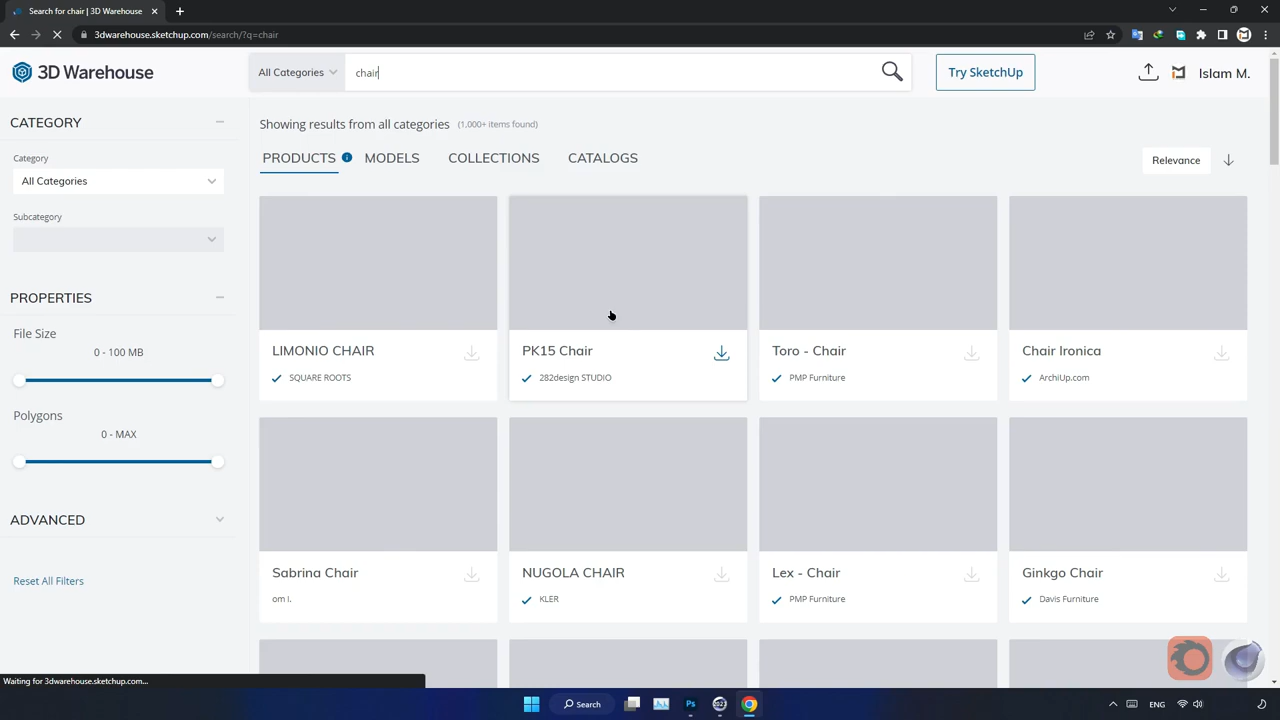 Search for chair | 3D Warehouse
3dwarehouse.sketchup.com/search/?q=chair
3D Warehouse
All Categories
chair
Try SketchUp
Islam M.
CATEGORY
Category
All Categories
Subcategory
PROPERTIES
File Size
0 - 100 MB
Polygons
0 - MAX
ADVANCED
Reset All Filters
Showing results from all categories (1,000+ items found)
PRODUCTS MODELS COLLECTIONS CATALOGS
Relevance
LIMONIO CHAIR
SQUARE ROOTS
PK15 Chair
282design STUDIO
Toro - Chair
PMP Furniture
Chair Ironica
ArchiUp.com
Sabrina Chair
om i.
NUGOLA CHAIR
KLER
Lex - Chair
PMP Furniture
Ginkgo Chair
Davis Furniture
Waiting for 3dwarehouse.sketchup.com...
Search
Ps
2023
ENG